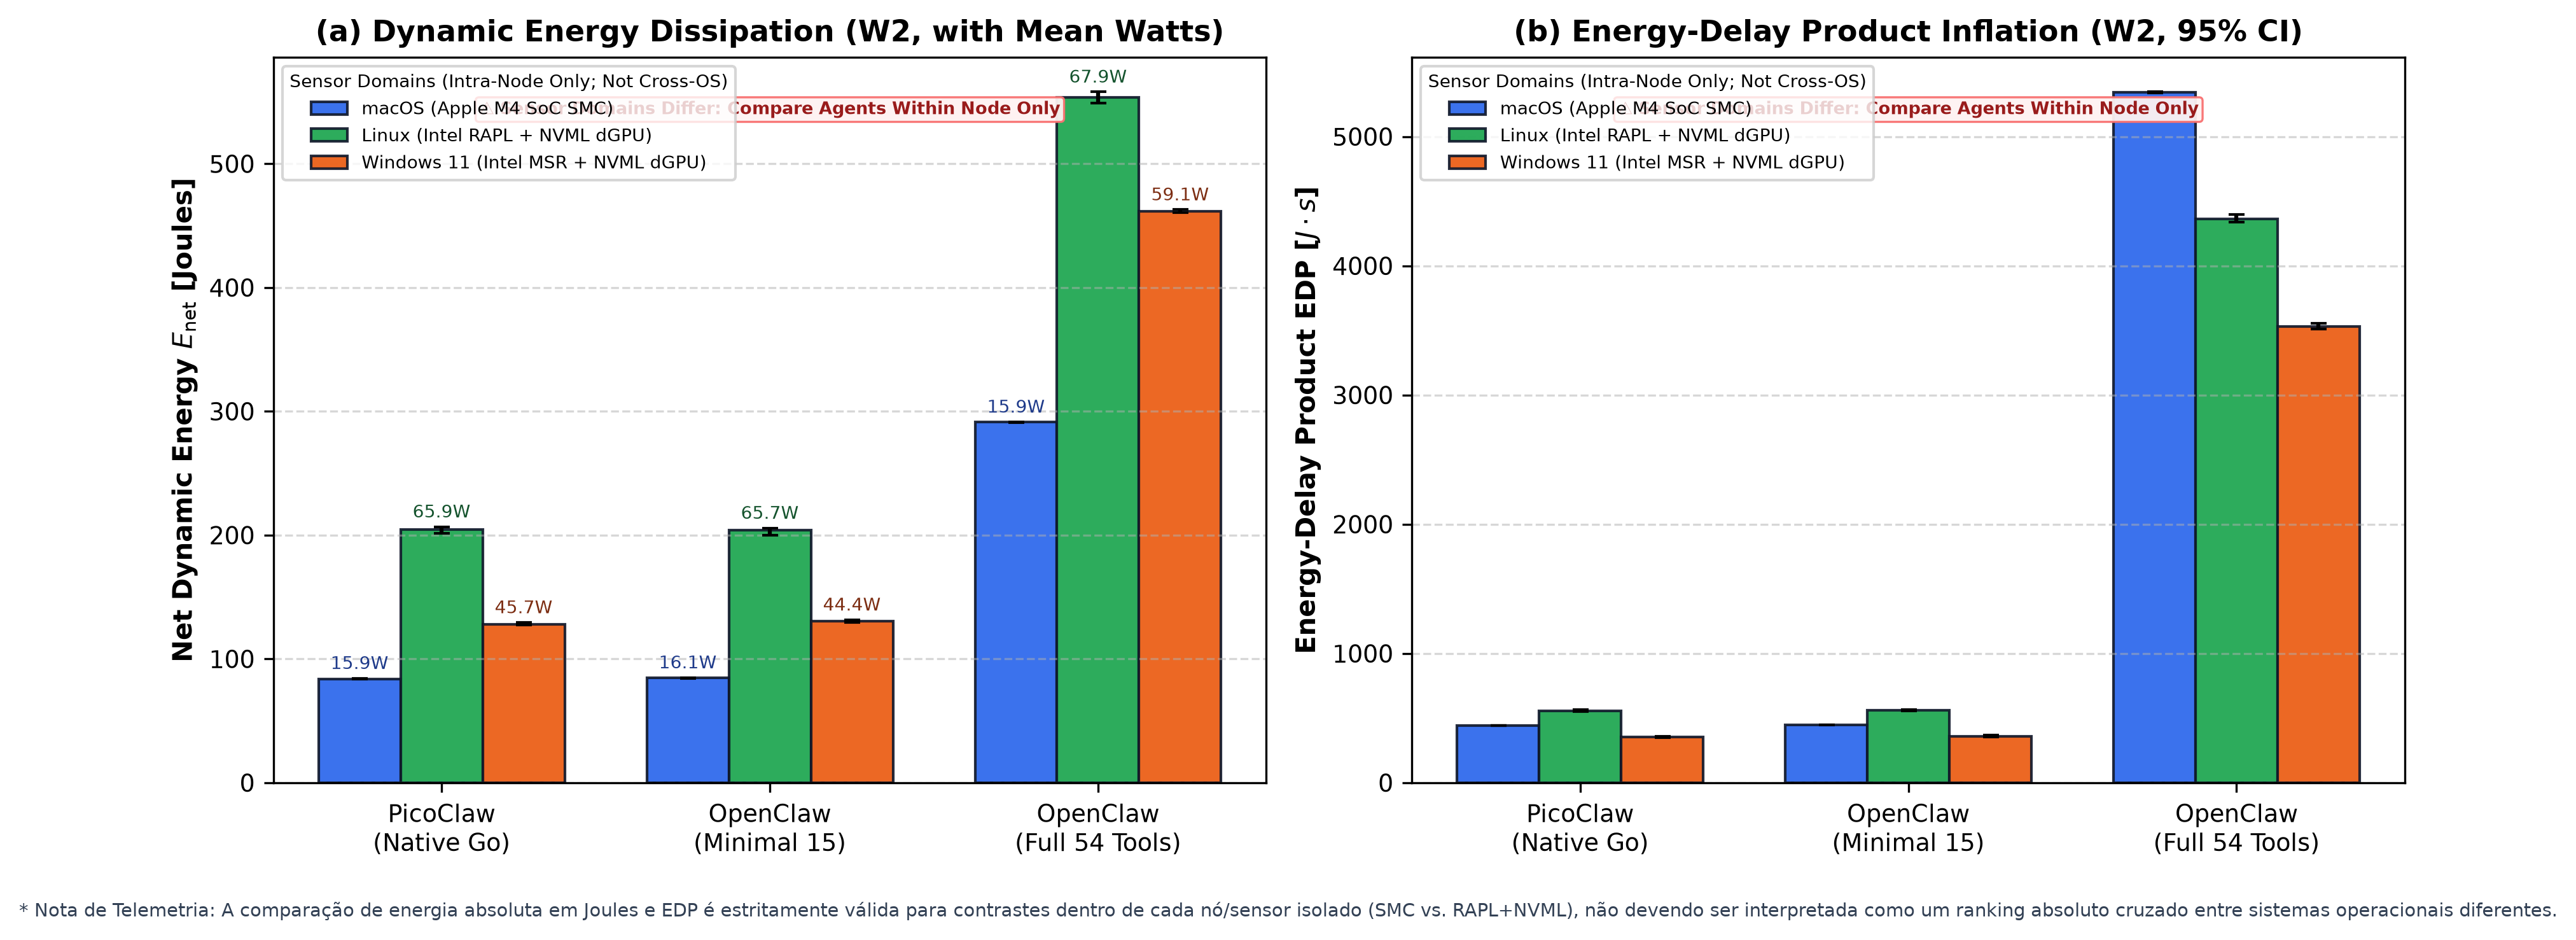 (a) Dynamic Energy Dissipation (W2, with Mean Watts)
Net Dynamic Energy E_net [Joules]
500
400
300
200
100
0
Sensor Domains (Intra-Node Only; Not Cross-OS)
macOS (Apple M4 SoC SMC)
Linux (Intel RAPL + NVML dGPU)
Windows 11 (Intel MSR + NVML dGPU)
Domains Differ: Compare Agents Within Node Only
15.9W
65.9W
45.7W
16.1W
65.7W
44.4W
15.9W
67.9W
59.1W
PicoClaw
(Native Go)
OpenClaw
(Minimal 15)
OpenClaw
(Full 54 Tools)
(b) Energy-Delay Product Inflation (W2, 95% CI)
Energy-Delay Product EDP [J · s]
5000
4000
3000
2000
1000
0
Sensor Domains (Intra-Node Only; Not Cross-OS)
macOS (Apple M4 SoC SMC)
Linux (Intel RAPL + NVML dGPU)
Windows 11 (Intel MSR + NVML dGPU)
Domains Differ: Compare Agents Within Node Only
PicoClaw
(Native Go)
OpenClaw
(Minimal 15)
OpenClaw
(Full 54 Tools)
* Nota de Telemetria: A comparação de energia absoluta em Joules e EDP é estritamente válida para contrastes dentro de cada nó/sensor isolado (SMC vs. RAPL+NVML), não devendo ser interpretada como um ranking absoluto cruzado entre sistemas operacionais diferentes.